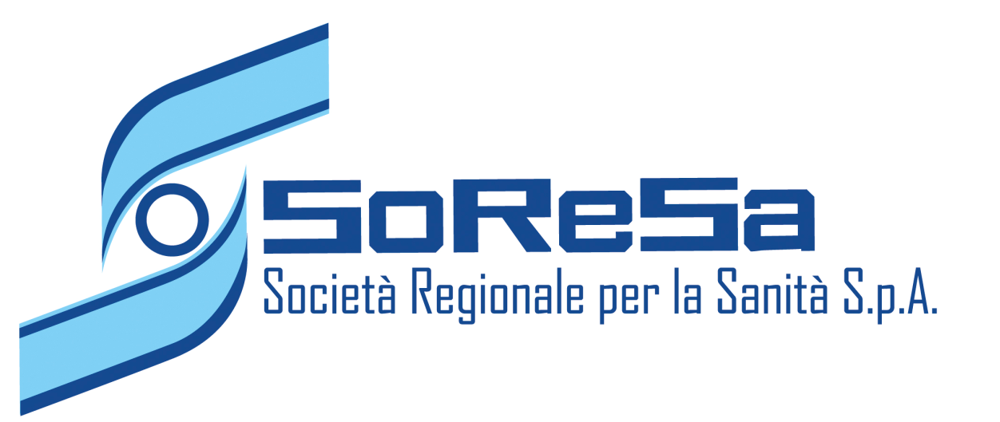 SoReSa
Società Regionale per la Sanità S.p.A.